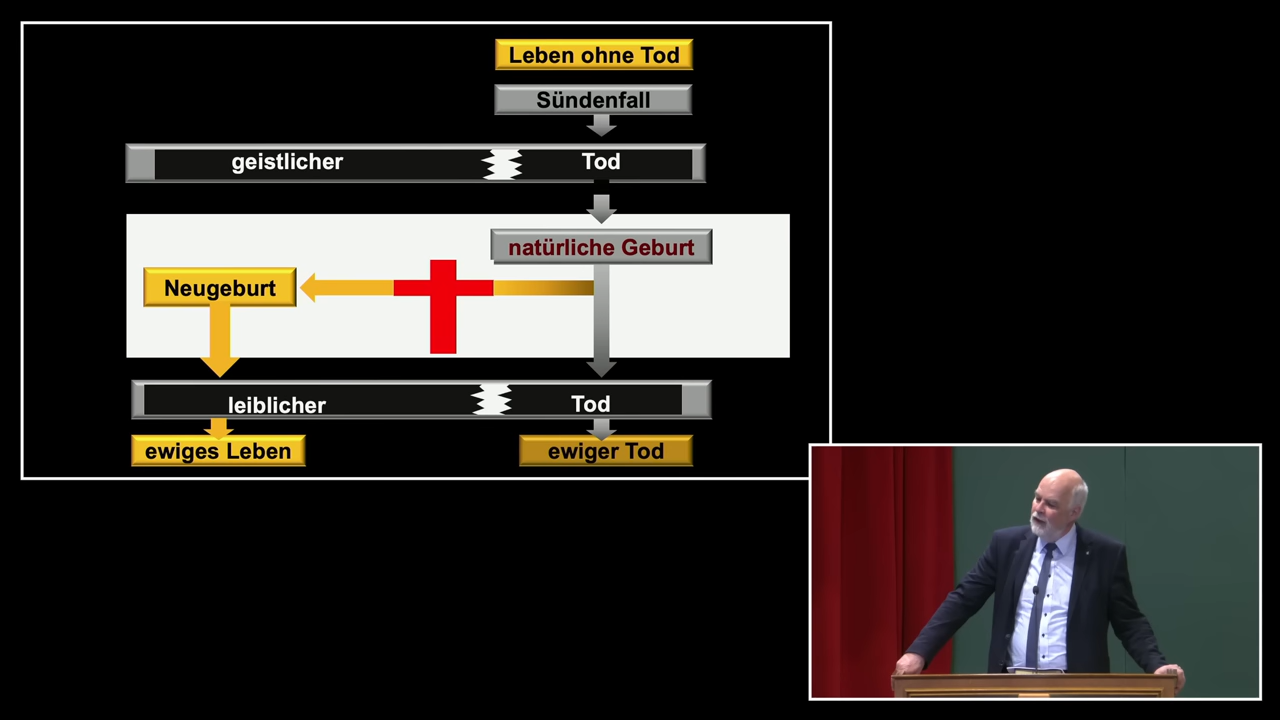 Leben ohne Tod
Sündenfall
geistlicher Tod
natürliche Geburt
Neugeburt
leiblicher Tod
ewiges Leben
ewiger Tod